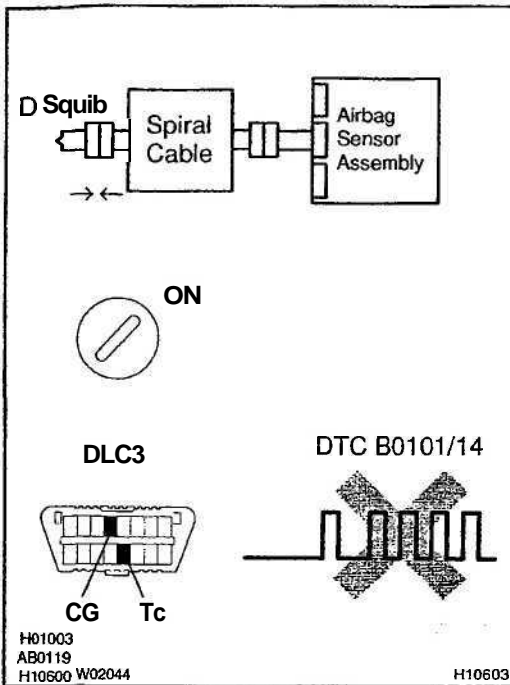 D Squib
Spiral
Cable
Airbag
Sensor
Assembly
ON
DLC3
DTC B0101/14
CG Tc
H01003
AB0119
H10600 W02044
H10603